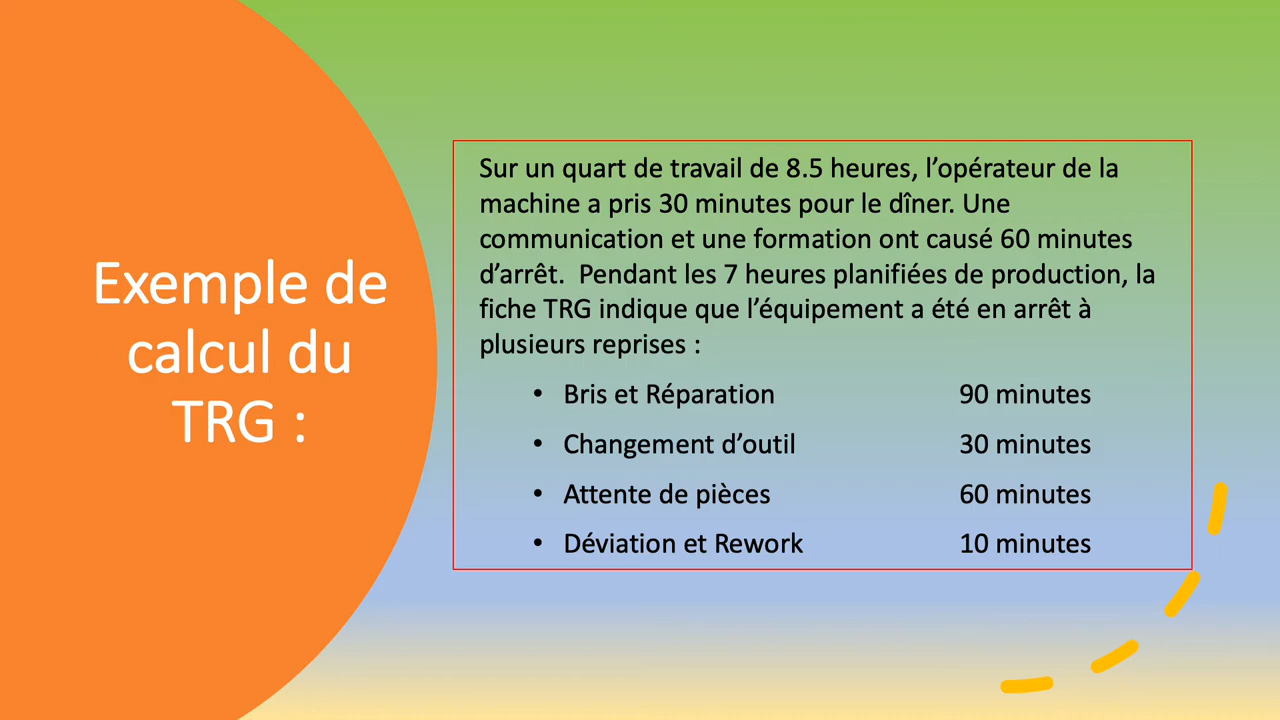 Exemple de
calcul du
TRG :
Sur un quart de travail de 8.5 heures, l’opérateur de la
machine a pris 30 minutes pour le dîner. Une
communication et une formation ont causé 60 minutes
d’arrêt.  Pendant les 7 heures planifiées de production, la
fiche TRG indique que l’équipement a été en arrêt à
plusieurs reprises :
• Bris et Réparation 90 minutes
• Changement d’outil 30 minutes
• Attente de pièces 60 minutes
• Déviation et Rework 10 minutes